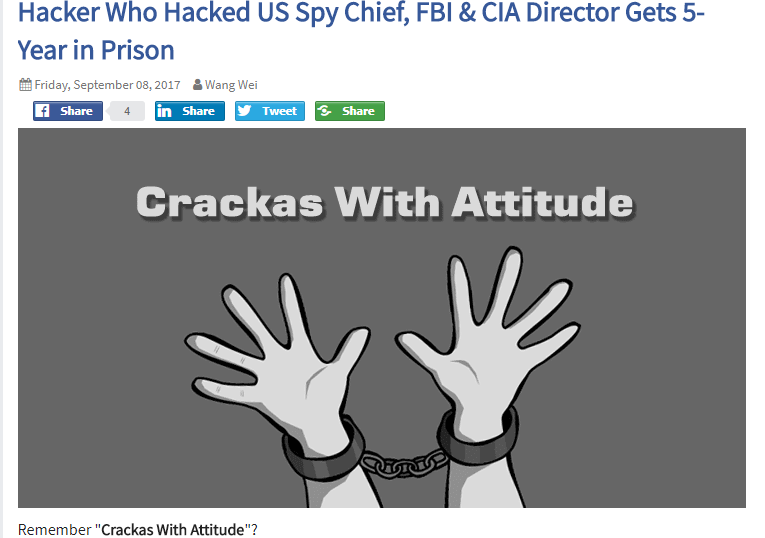 Hacker Who Hacked US Spy Chief, FBI & CIA Director Gets 5-
Year in Prison
Friday, September 08, 2017 Wang Wei
Share 4 Share Tweet Share
Crackas With Attitude
Remember "Crackas With Attitude"?